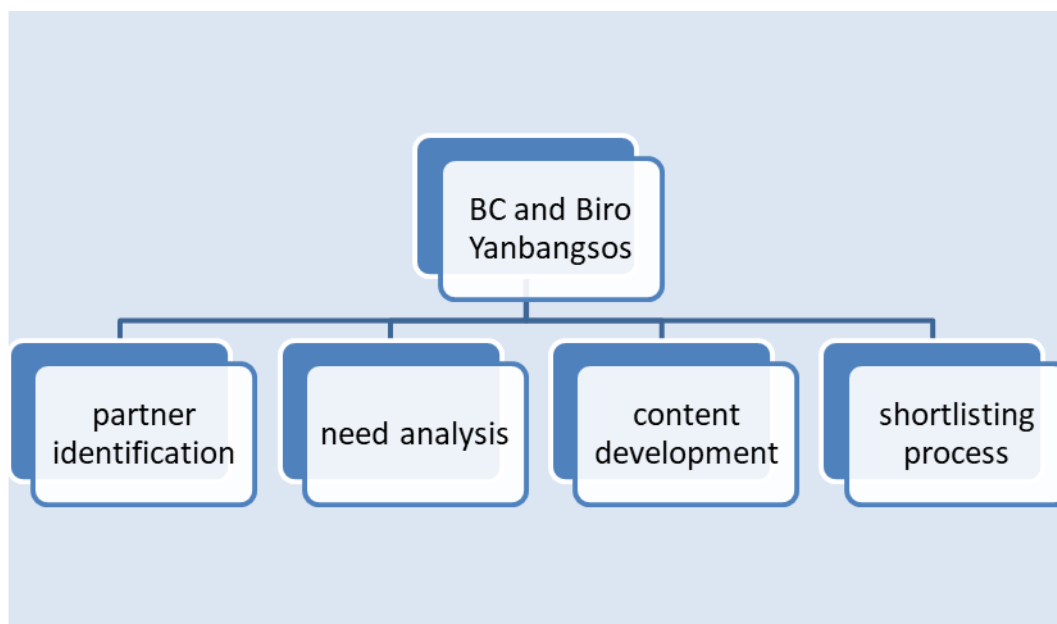 BC and Biro
Yanbangsos
partner
identification
need analysis
content
development
shortlisting
process